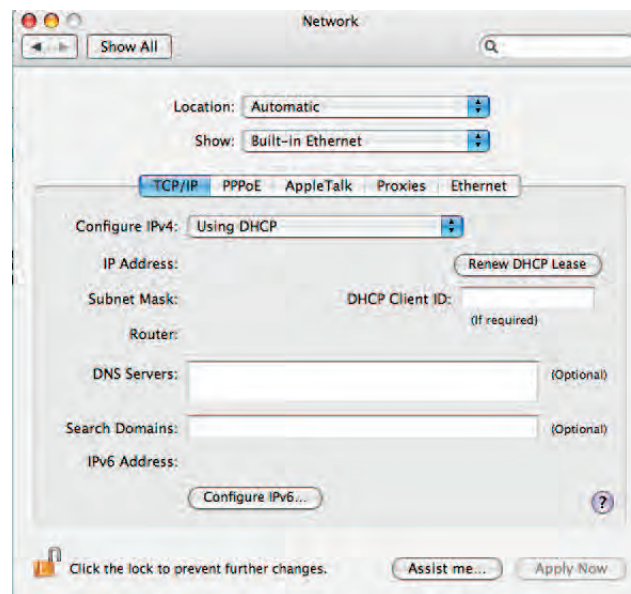 Network
Show All
Location: Automatic
Show: Built-in Ethernet
TCP/IP PPPoE AppleTalk Proxies Ethernet
Configure IPv4: Using DHCP
IP Address: Renew DHCP Lease
Subnet Mask: DHCP Client ID:
(If required)
Router:
DNS Servers: (Optional)
Search Domains: (Optional)
IPv6 Address:
Configure IPv6... ?
Click the lock to prevent further changes. Assist me... Apply Now